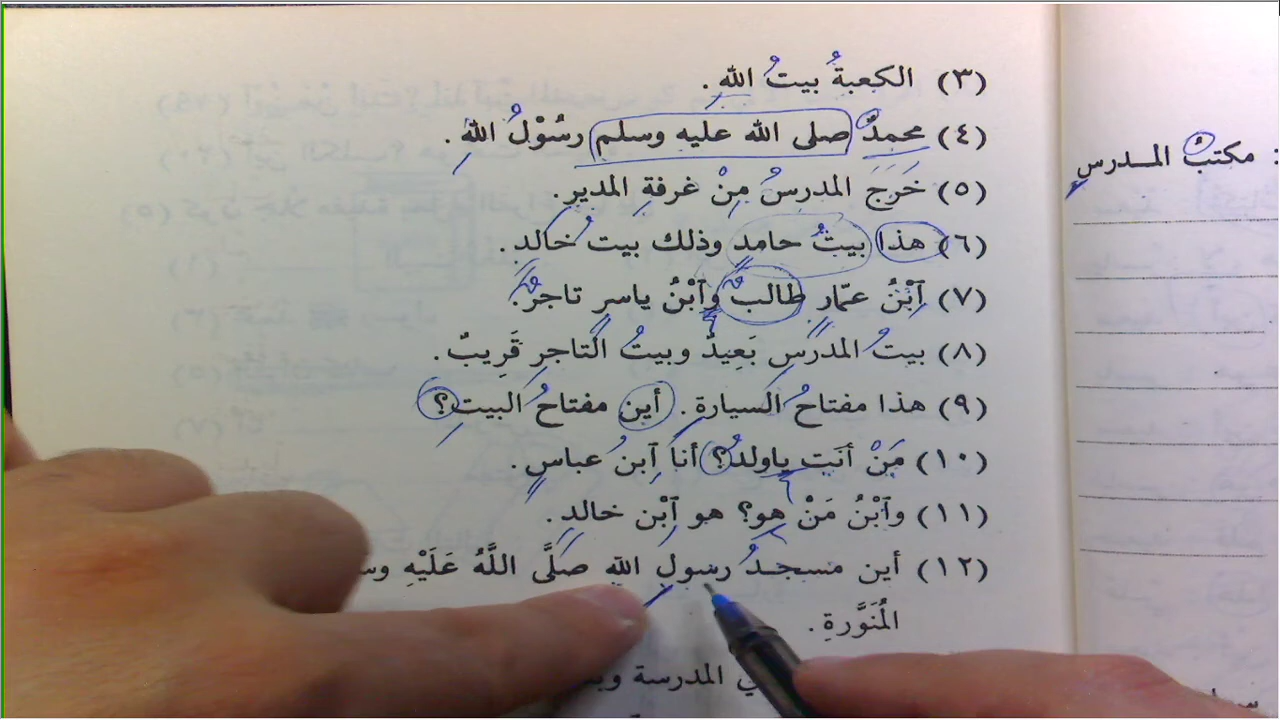 (٣) الكعبةُ بيتُ اللهِ .
(٤) محمدٌ صلى الله عليه وسلم رسُوْلُ اللهِ .
(٥) خَرَجَ المدرسُ مِنْ غرفةِ المديرِ .
(٦) هذا بيتُ حامدٍ وذلك بيتُ خالدٍ .
(٧) آبْنُ عمّارٍ طالبٌ وآبْنُ ياسرٍ تاجرٌ .
(٨) بيتُ المدرسِ بَعِيدٌ وبيتُ التاجرِ قَرِيبٌ .
(٩) هذا مفتاحُ السيارةِ . أين مفتاحُ البيتِ ؟
(١٠) مَنْ أنتَ ياولدُ؟ أنا آبنُ عباسٍ .
(١١) وآبْنُ مَنْ هو؟ هو آبْن خالدٍ .
(١٢) أين مسجدُ رسولِ اللهِ صَلَّى اللَّهُ عَلَيْهِ
المُنَوَّرةِ .
المدرسة
: مكتبُ المدرسِ